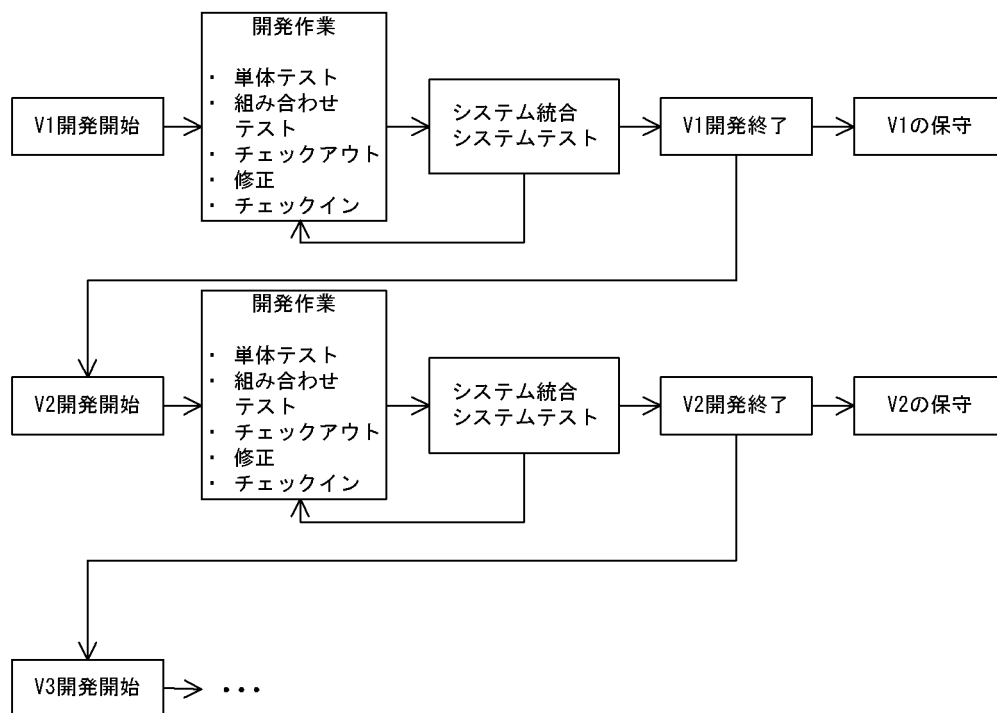 開発作業
・ 単体テスト
・ 組み合わせ
テスト
・ チェックアウト
・ 修正
・ チェックイン
V1開発開始
システム統合
システムテスト
V1開発終了
V1の保守
開発作業
・ 単体テスト
・ 組み合わせ
テスト
・ チェックアウト
・ 修正
・ チェックイン
V2開発開始
システム統合
システムテスト
V2開発終了
V2の保守
V3開発開始
・・・